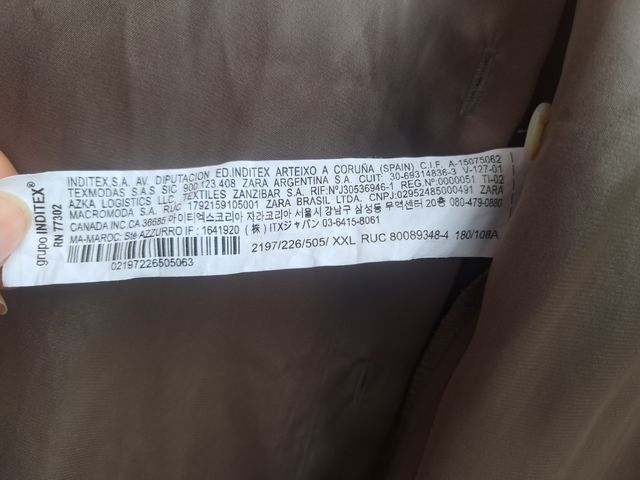 grupo INDITEX®
RN 77302
INDITEX,S.A. AV. DIPUTACION ED.INDITEX ARTEIXO A CORUÑA (SPAIN) C.I.F. A-15075062
TEXMODAS S.A.S SIC 900.123.408 ZARA ARGENTINA S.A. CUIT: 30-69314836-3 V-127-01
AZKA LOGISTICS LLC, TEXTILES ZANZIBAR S.A. RIF:NºJ30536946-1 REG.Nº0000051 TI-02
MACROMODA S.A. RUC 1792159105001 ZARA BRASIL LTDA. CNPJ:02952485000491 ZARA
CANADA INC.CA 36685 아이티엑스코리아 자라코리아 서울시 강남구 삼성동 무역센터 20층 080-479-0880
MA-MAROC: Sté AZZURRO IF : 1641920 ( 株 ) ITXジャパン 03-6415-8061
2197/226/505/ XXL RUC 80089348-4 180/108A
02197226505063